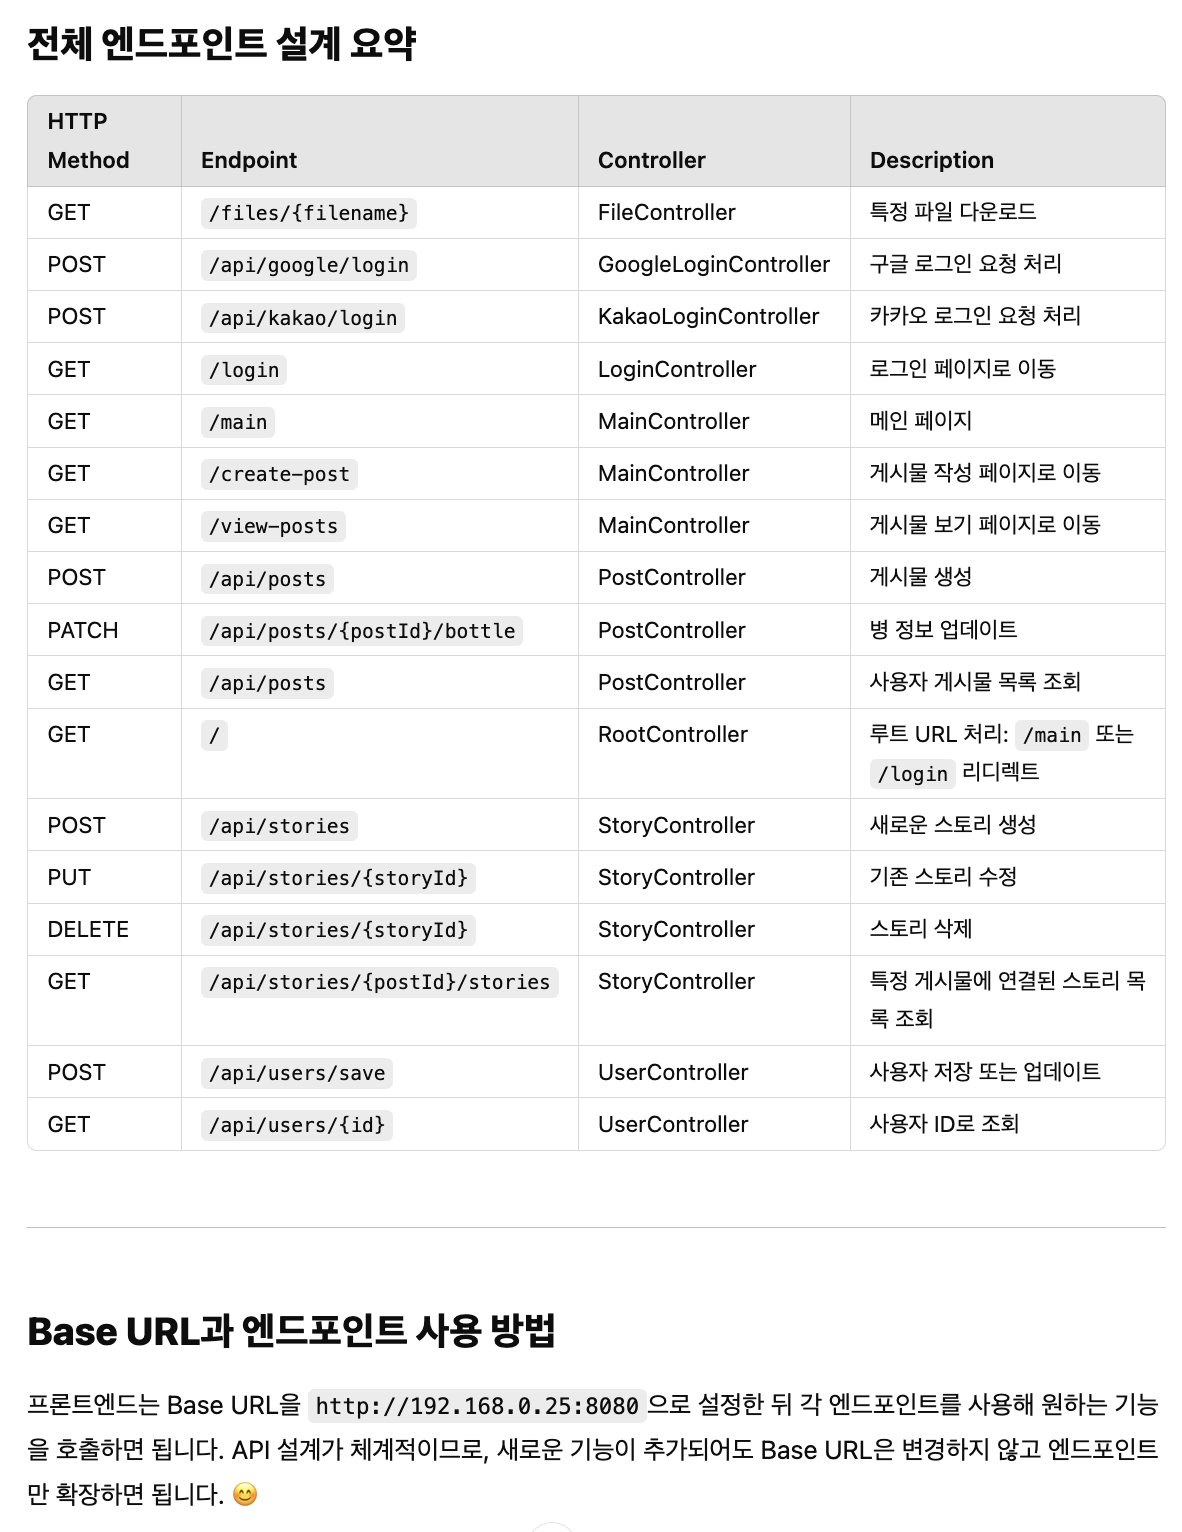 전체 엔드포인트 설계 요약
HTTP
Method Endpoint Controller Description
GET /files/{filename} FileController 특정 파일 다운로드
POST /api/google/login GoogleLoginController 구글 로그인 요청 처리
POST /api/kakao/login KakaoLoginController 카카오 로그인 요청 처리
GET /login LoginController 로그인 페이지로 이동
GET /main MainController 메인 페이지
GET /create-post MainController 게시물 작성 페이지로 이동
GET /view-posts MainController 게시물 보기 페이지로 이동
POST /api/posts PostController 게시물 생성
PATCH /api/posts/{postId}/bottle PostController 병 정보 업데이트
GET /api/posts PostController 사용자 게시물 목록 조회
GET / RootController 루트 URL 처리: /main 또는
/login 리디렉트
POST /api/stories StoryController 새로운 스토리 생성
PUT /api/stories/{storyId} StoryController 기존 스토리 수정
DELETE /api/stories/{storyId} StoryController 스토리 삭제
GET /api/stories/{postId}/stories StoryController 특정 게시물에 연결된 스토리 목
록 조회
POST /api/users/save UserController 사용자 저장 또는 업데이트
GET /api/users/{id} UserController 사용자 ID로 조회
Base URL과 엔드포인트 사용 방법
프론트엔드는 Base URL을 http://192.168.0.25:8080으로 설정한 뒤 각 엔드포인트를 사용해 원하는 기능
을 호출하면 됩니다. API 설계가 체계적이므로, 새로운 기능이 추가되어도 Base URL은 변경하지 않고 엔드포인트
만 확장하면 됩니다. 😊